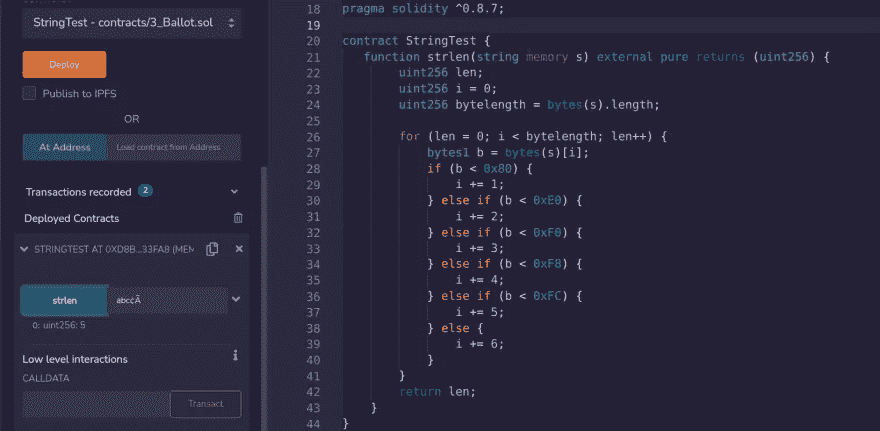 StringTest - contracts/3_Ballot.sol
Deploy
Publish to IPFS
OR
At Address
Load contract from Address
Transactions recorded 2
Deployed Contracts
STRINGTEST AT 0XD8B...33FA8 (MEM
strlen
abcçÃ
0: uint256: 5
Low level interactions
i
CALLDATA
Transact
18 pragma solidity ^0.8.7;
19
20 contract StringTest {
21 function strlen(string memory s) external pure returns (uint256) {
22 uint256 len;
23 uint256 i = 0;
24 uint256 bytelength = bytes(s).length;
25
26 for (len = 0; i < bytelength; len++) {
27 bytes1 b = bytes(s)[i];
28 if (b < 0x80) {
29 i += 1;
30 } else if (b < 0xE0) {
31 i += 2;
32 } else if (b < 0xF0) {
33 i += 3;
34 } else if (b < 0xF8) {
35 i += 4;
36 } else if (b < 0xFC) {
37 i += 5;
38 } else {
39 i += 6;
40 }
41 }
42 return len;
43 }
44 }